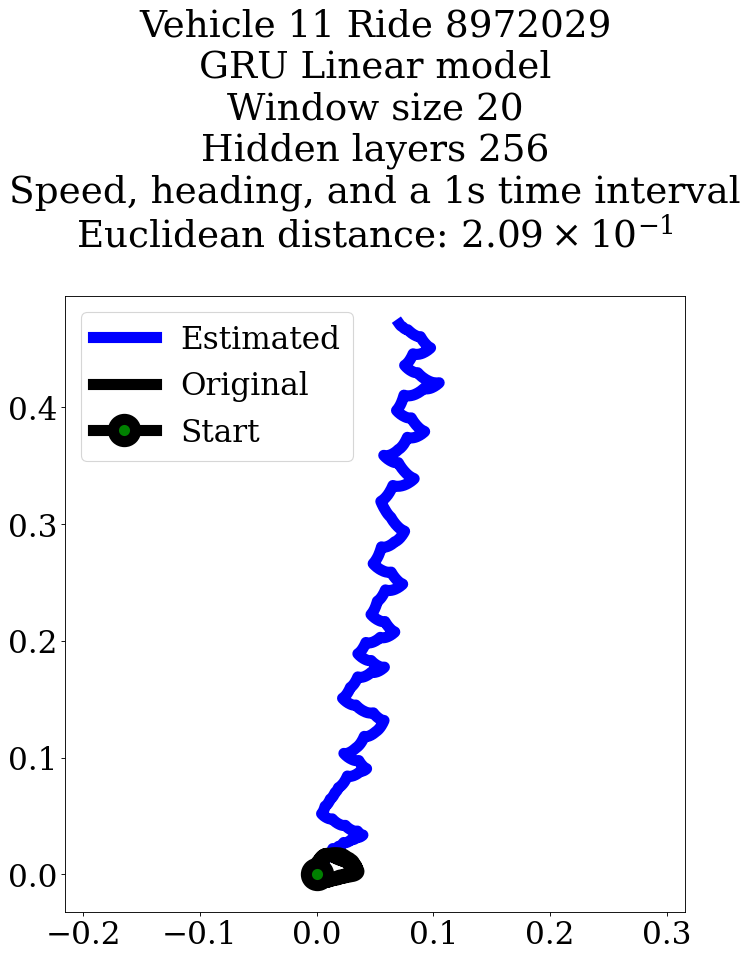 Vehicle 11 Ride 8972029
GRU Linear model
Window size 20
Hidden layers 256
Speed, heading, and a 1s time interval
Euclidean distance: 2.09 × 10⁻¹
Estimated
Original
Start
0.4
0.3
0.2
0.1
0.0
−0.2 −0.1 0.0 0.1 0.2 0.3